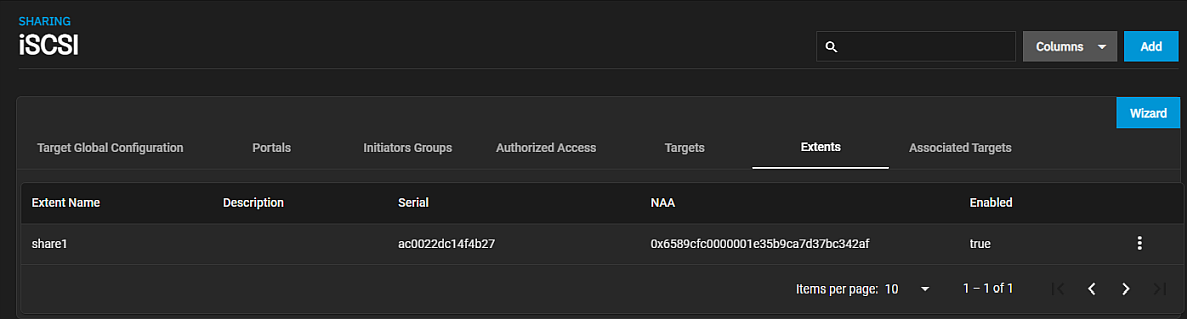 SHARING
iSCSI
Columns Add
Wizard
Target Global Configuration Portals Initiators Groups Authorized Access Targets Extents Associated Targets
Extent Name Description Serial NAA Enabled
share1 ac0022dc14f4b27 0x6589cfc0000001e35b9ca7d37bc342af true
Items per page: 10 1 – 1 of 1